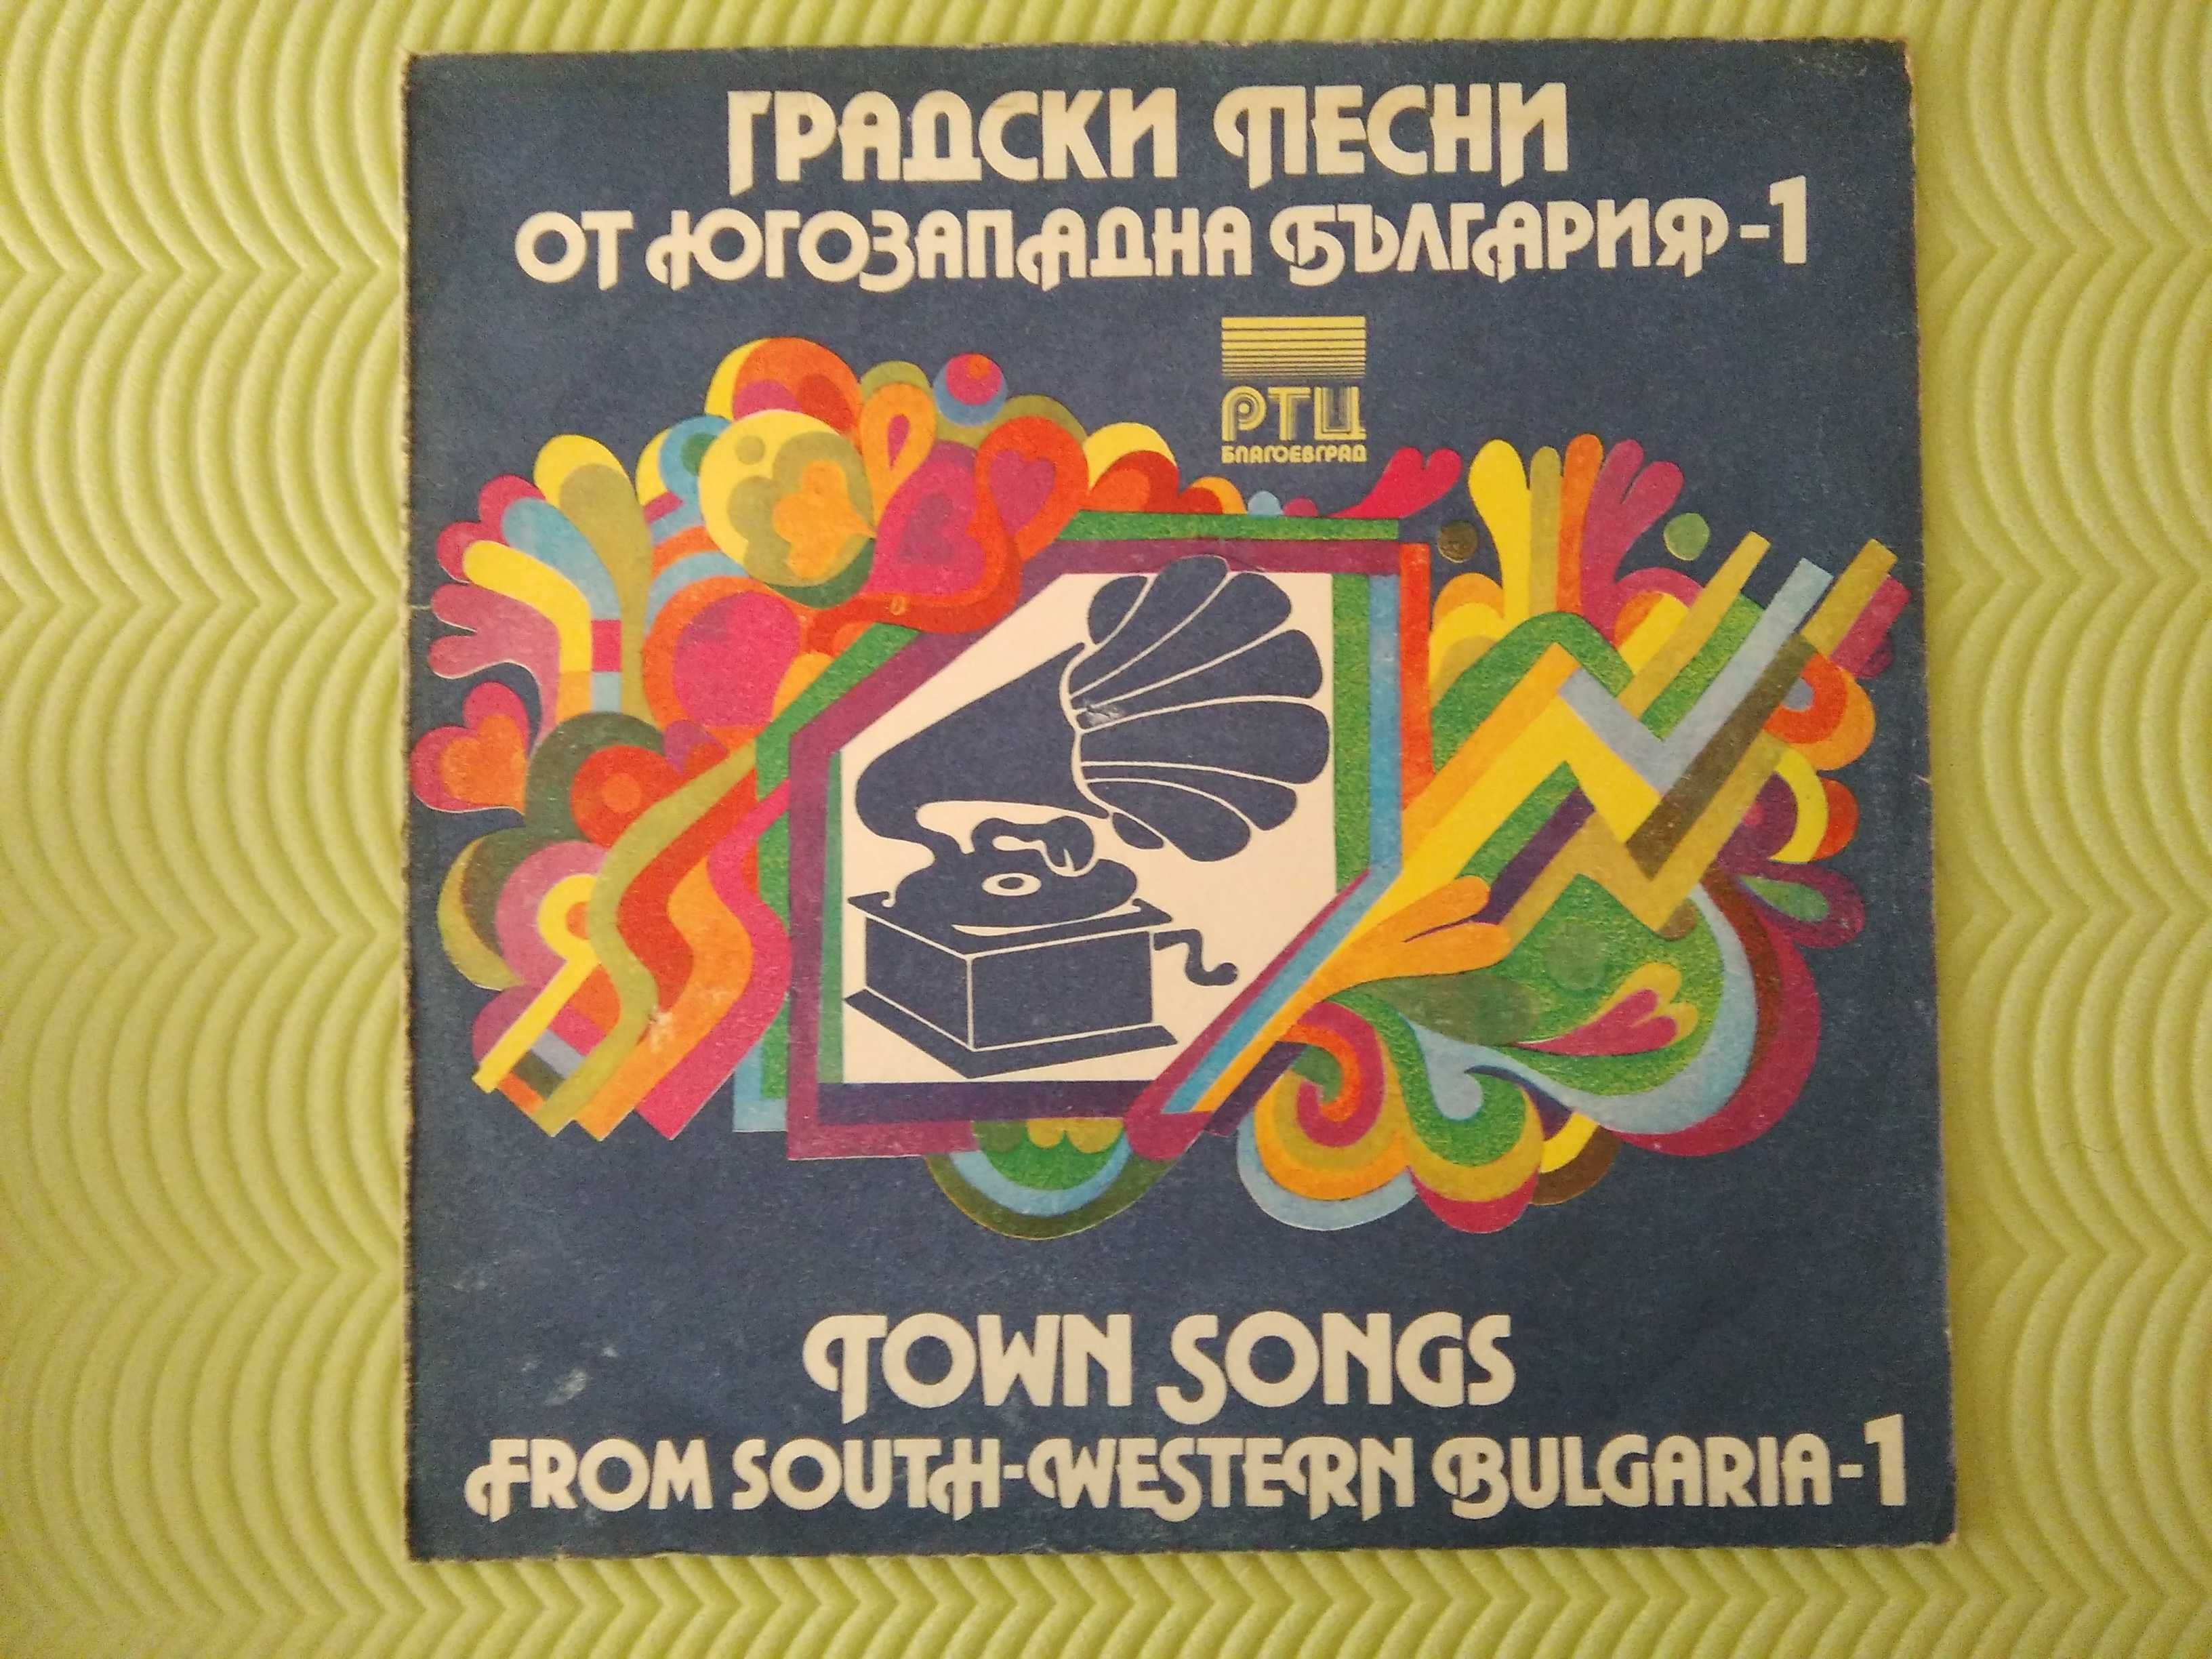 ГРАДСКИ ПЕСНИ
ОТ ЮГОЗАПАДНА БЪЛГАРИЯ-1
РТЦ
БЛАГОЕВГРАД
TOWN SONGS
FROM SOUTH-WESTERN BULGARIA-1